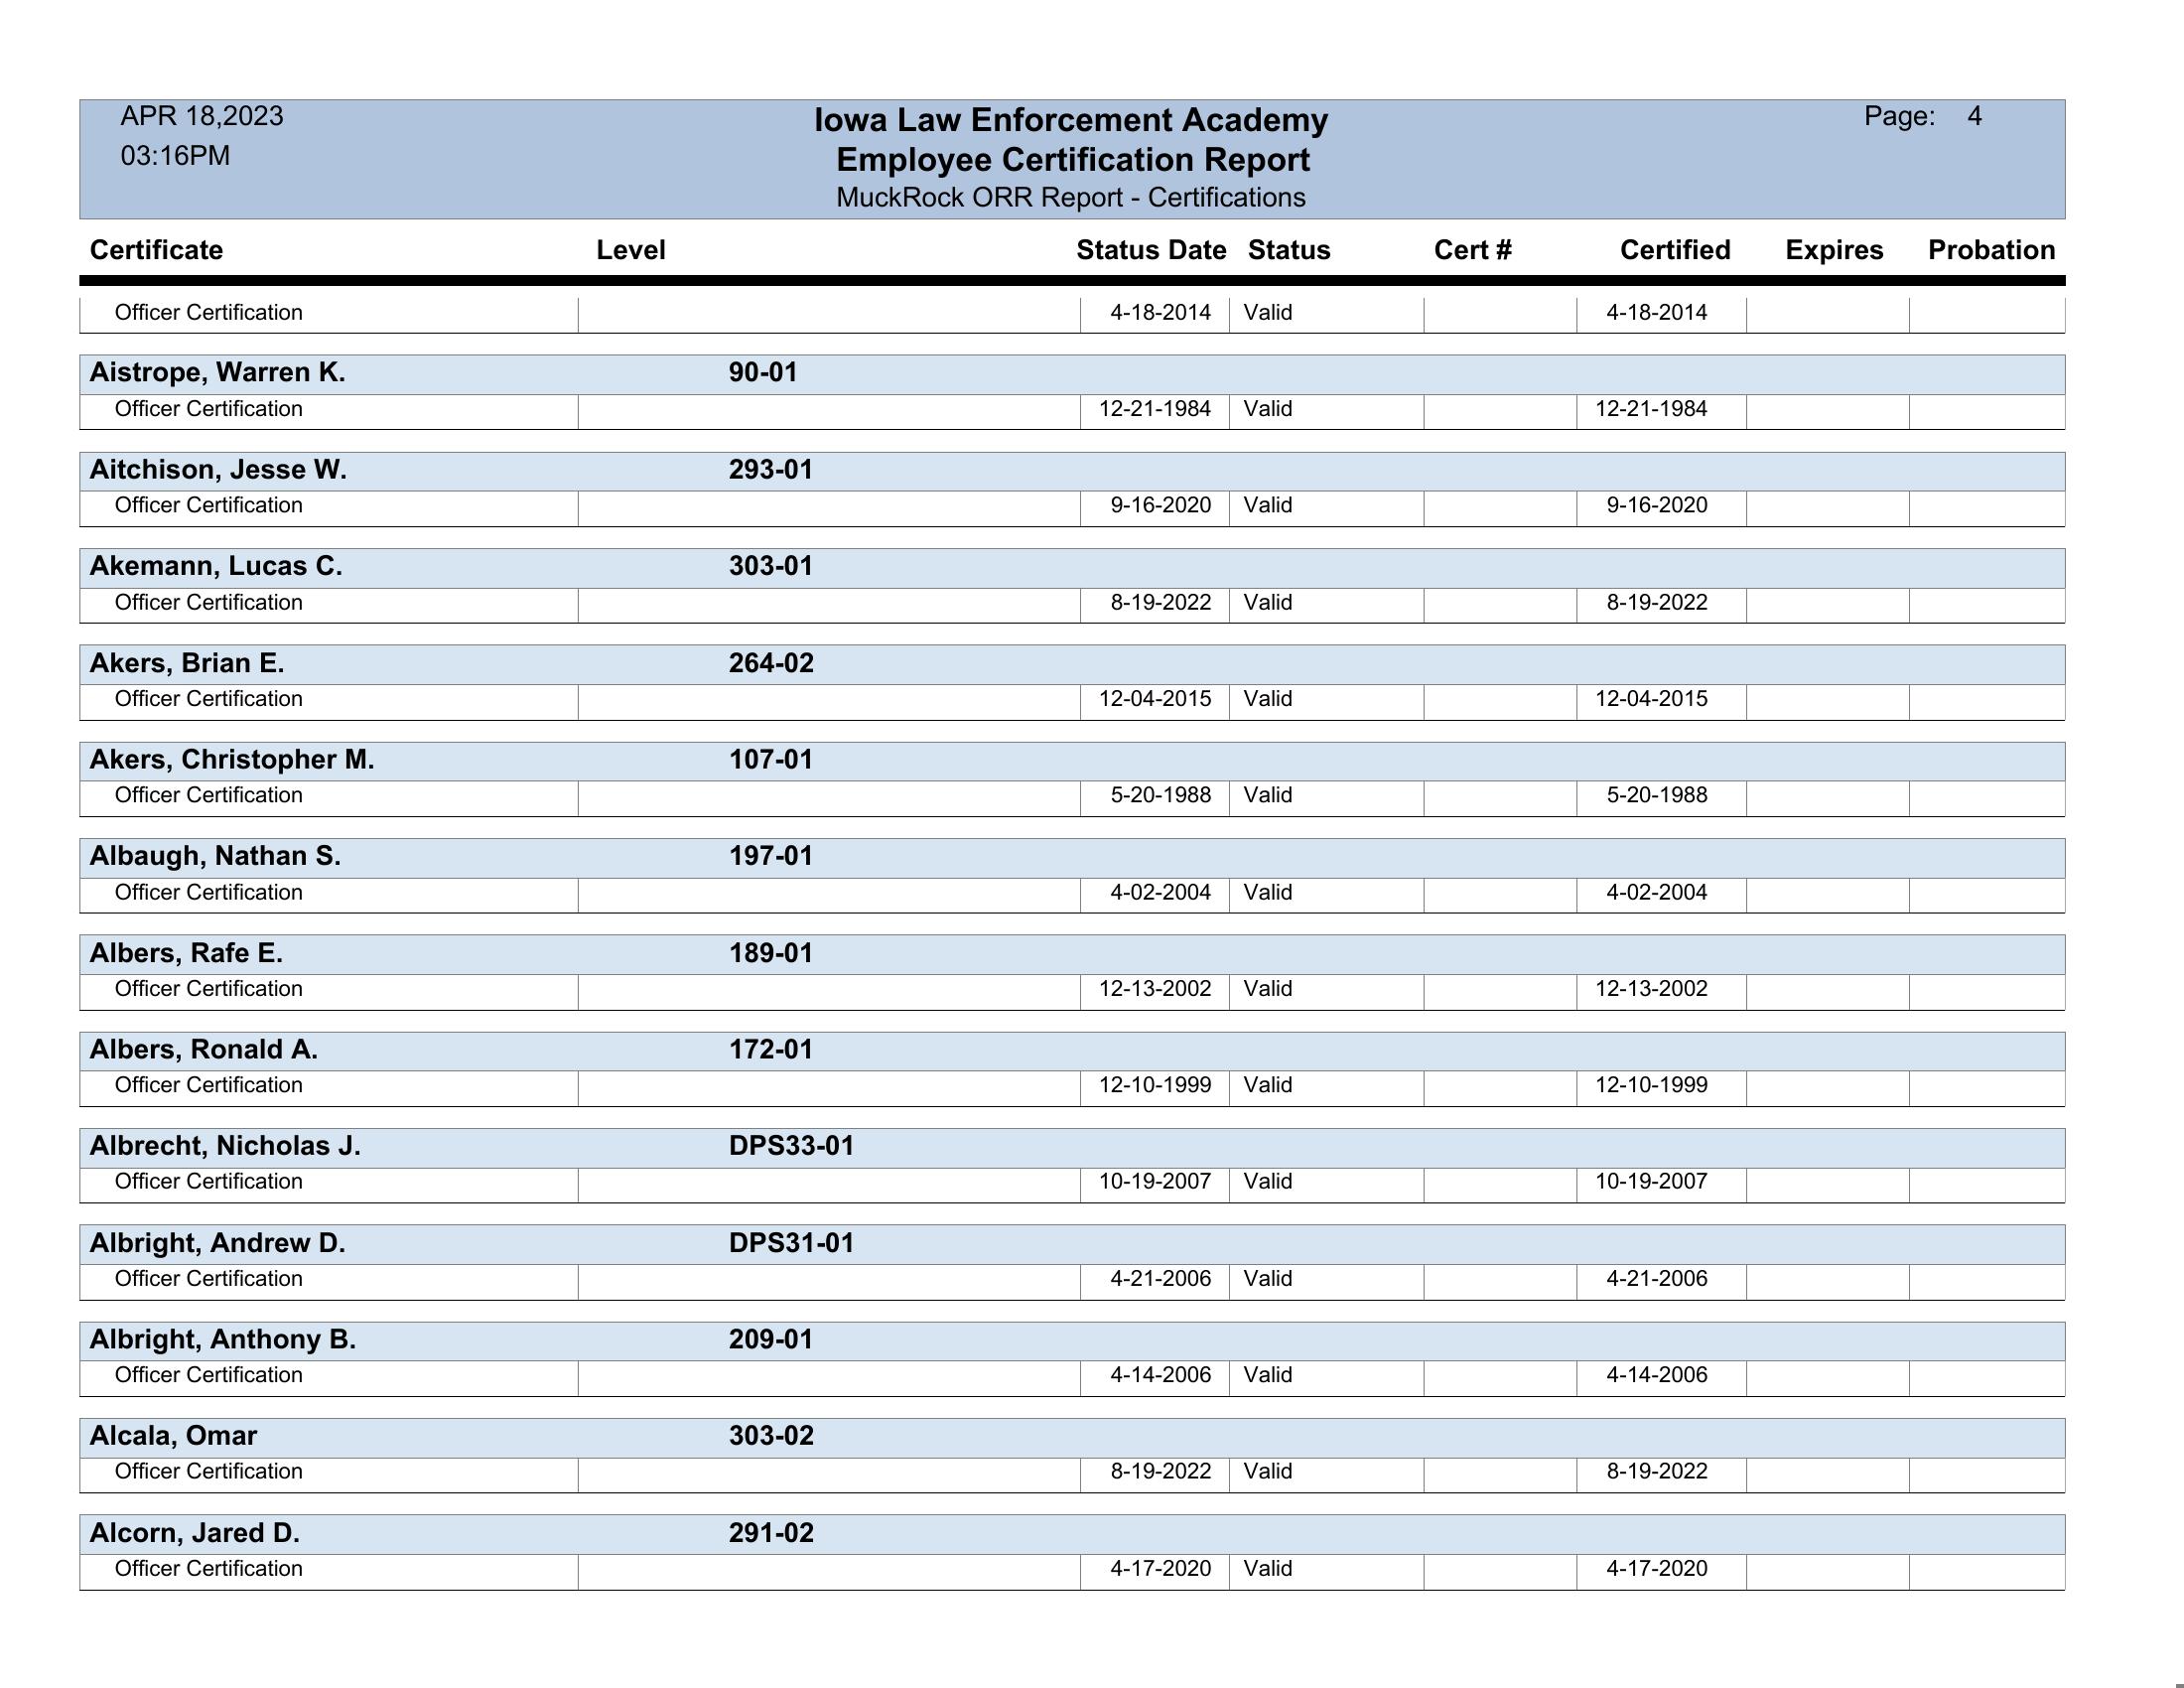 APR 18,2023 Iowa Law Enforcement Academy Page: 4
03:16PM Employee Certification Report
MuckRock ORR Report - Certifications
Certificate Level Status Date Status Cert # Certified Expires Probation
Officer Certification 4-18-2014 Valid 4-18-2014
Aistrope, Warren K. 90-01
Officer Certification 12-21-1984 Valid 12-21-1984
Aitchison, Jesse W. 293-01
Officer Certification 9-16-2020 Valid 9-16-2020
Akemann, Lucas C. 303-01
Officer Certification 8-19-2022 Valid 8-19-2022
Akers, Brian E. 264-02
Officer Certification 12-04-2015 Valid 12-04-2015
Akers, Christopher M. 107-01
Officer Certification 5-20-1988 Valid 5-20-1988
Albaugh, Nathan S. 197-01
Officer Certification 4-02-2004 Valid 4-02-2004
Albers, Rafe E. 189-01
Officer Certification 12-13-2002 Valid 12-13-2002
Albers, Ronald A. 172-01
Officer Certification 12-10-1999 Valid 12-10-1999
Albrecht, Nicholas J. DPS33-01
Officer Certification 10-19-2007 Valid 10-19-2007
Albright, Andrew D. DPS31-01
Officer Certification 4-21-2006 Valid 4-21-2006
Albright, Anthony B. 209-01
Officer Certification 4-14-2006 Valid 4-14-2006
Alcala, Omar 303-02
Officer Certification 8-19-2022 Valid 8-19-2022
Alcorn, Jared D. 291-02
Officer Certification 4-17-2020 Valid 4-17-2020